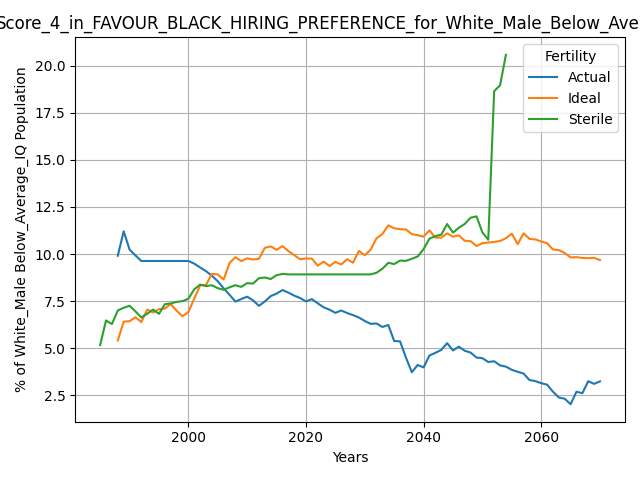 Score_4_in_FAVOUR_BLACK_HIRING_PREFERENCE_for_White_Male_Below_Ave
Fertility
Actual
Ideal
Sterile
% of White_Male Below_Average_IQ Population
20.0
17.5
15.0
12.5
10.0
7.5
5.0
2.5
2000
2020
2040
2060
Years